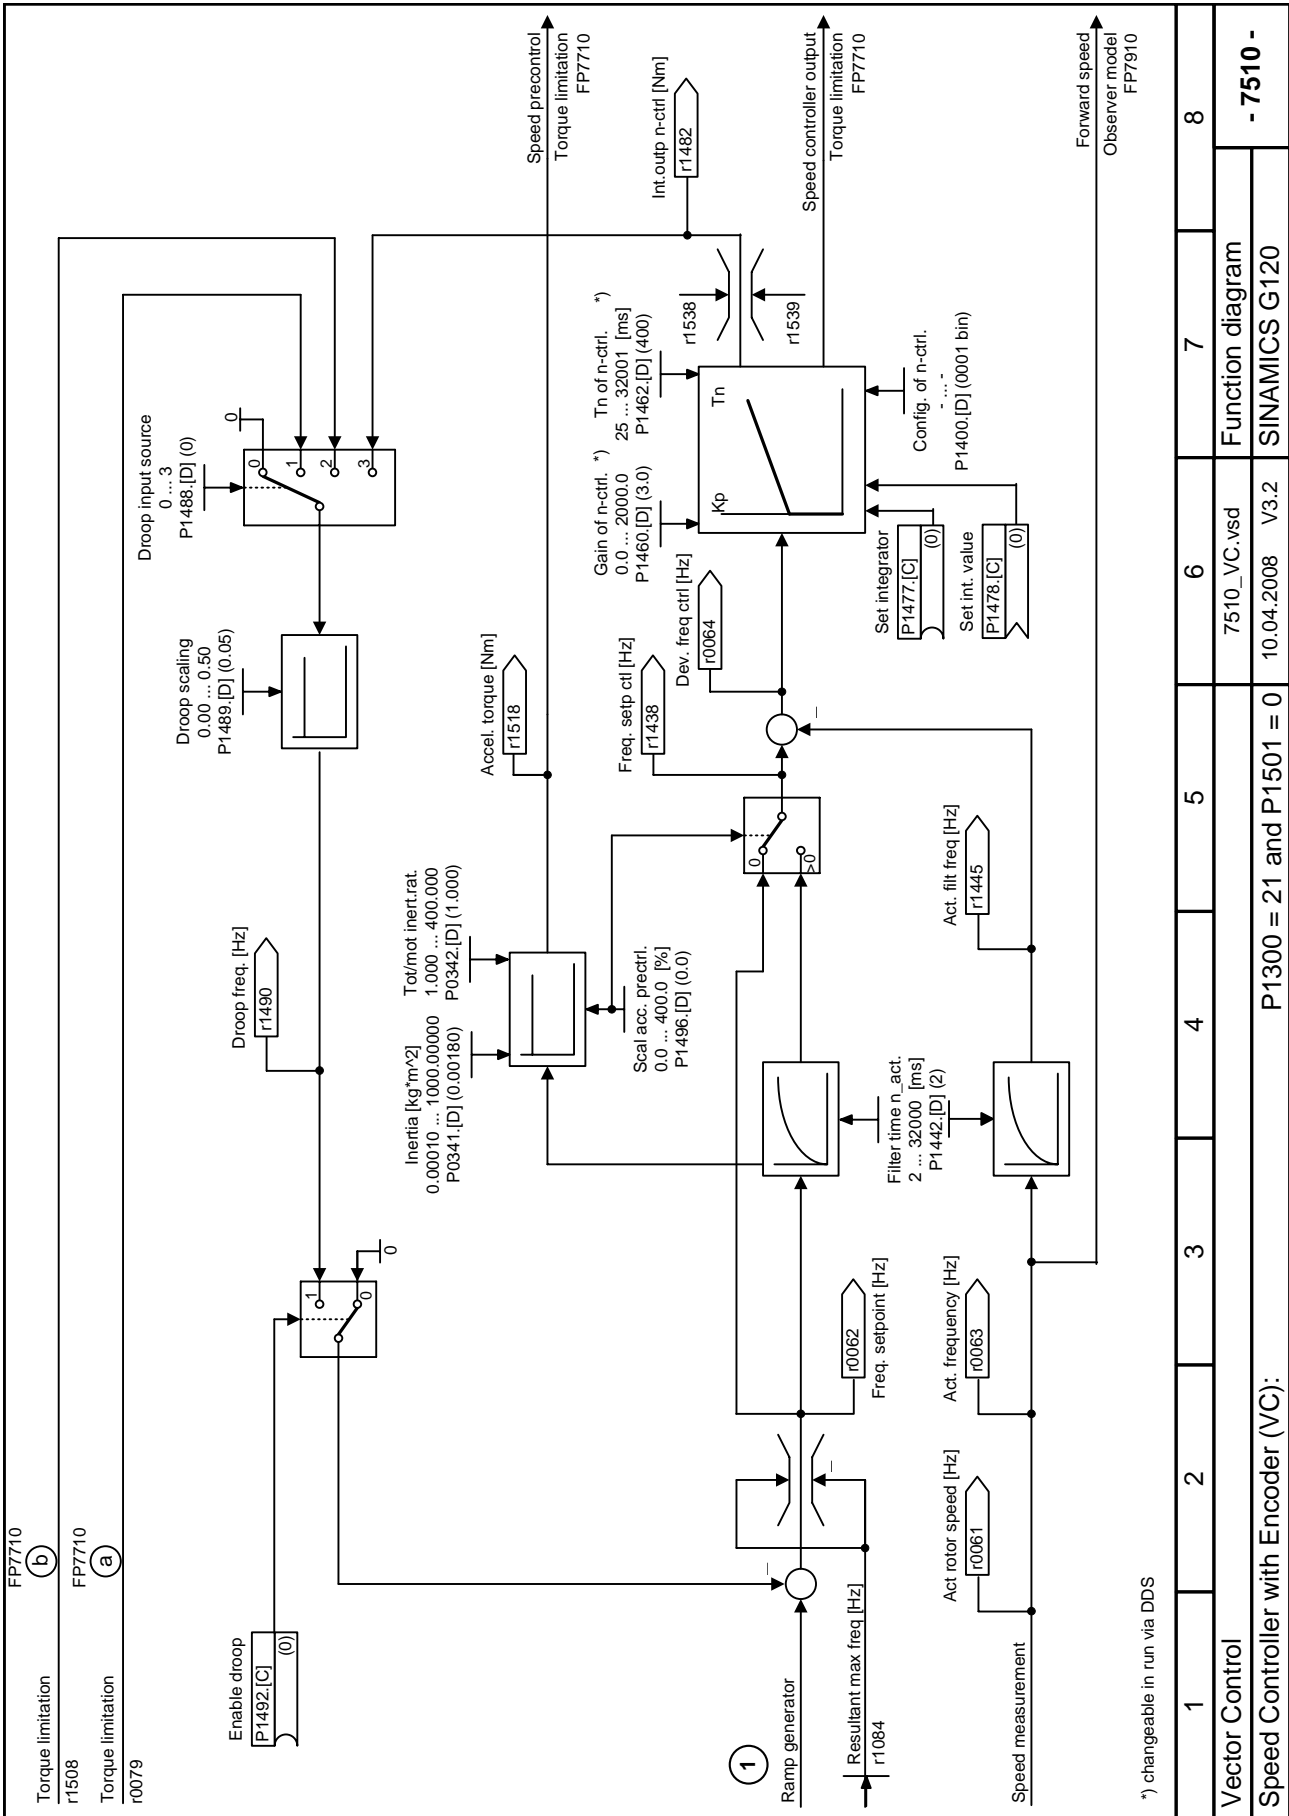 FP7710
b
Torque limitation
r1508
FP7710
a
Torque limitation
r0079
Enable droop
P1492.[C]
(0)
1
0
0
Droop freq. [Hz]
r1490
Droop scaling
0.00 ... 0.50
P1489.[D] (0.05)
Droop input source
0 ... 3
P1488.[D] (0)
0
0
1
2
3
Inertia [kg*m^2]
0.00010 ... 1000.00000
P0341.[D] (0.00180)
Tot/mot inert.rat.
1.000 ... 400.000
P0342.[D] (1.000)
Accel. torque [Nm]
r1518
Speed precontrol
Torque limitation
FP7710
Scal acc. prectrl.
0.0 ... 400.0 [%]
P1496.[D] (0.0)
Freq. setp ctl [Hz]
r1438
Dev. freq ctrl [Hz]
r0064
Gain of n-ctrl. *)
0.0 ... 2000.0
P1460.[D] (3.0)
Tn of n-ctrl. *)
25 ... 32001 [ms]
P1462.[D] (400)
Kp
Tn
r1538
r1539
Int.outp n-ctrl [Nm]
r1482
Speed controller output
Torque limitation
FP7710
1
Ramp generator
–
Resultant max freq [Hz]
r1084
–
r0062
Freq. setpoint [Hz]
0
>0
–
Filter time n_act.
2 ... 32000 [ms]
P1442.[D] (2)
Set integrator
P1477.[C]
(0)
Set int. value
P1478.[C]
(0)
Config. of n-ctrl.
- ... -
P1400.[D] (0001 bin)
Act rotor speed [Hz]
r0061
Act. frequency [Hz]
r0063
Act. filt freq [Hz]
r1445
Speed measurement
Forward speed
Observer model
FP7910
*) changeable in run via DDS
1 2 3 4 5 6 7 8
Vector Control
7510_VC.vsd
Function diagram
- 7510 -
Speed Controller with Encoder (VC):
P1300 = 21 and P1501 = 0
10.04.2008 V3.2
SINAMICS G120